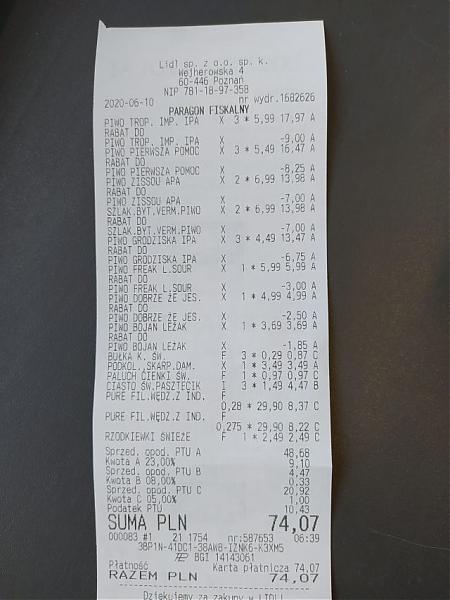 Lidl sp. z o.o. sp. k.
Wejherowska 4
60-446 Poznań
NIP 781-18-97-358
2020-06-10 nr wydr.1682626
PARAGON FISKALNY
PIWO TROP. IMP. IPA X 3 * 5,99 17,97 A
RABAT DO
PIWO TROP. IMP. IPA X -9,00 A
PIWO PIERWSZA POMOC X 3 * 5,49 16,47 A
RABAT DO
PIWO PIERWSZA POMOC X -8,25 A
PIWO ZISSOU APA X 2 * 6,99 13,98 A
RABAT DO
PIWO ZISSOU APA X -7,00 A
SZLAK.BYT.VERM.PIWO X 2 * 6,99 13,98 A
RABAT DO
SZLAK.BYT.VERM.PIWO X -7,00 A
PIWO GRODZISKA IPA X 3 * 4,49 13,47 A
RABAT DO
PIWO GRODZISKA IPA X -6,75 A
PIWO FREAK L.SOUR X 1 * 5,99 5,99 A
RABAT DO
PIWO FREAK L.SOUR X -3,00 A
PIWO DOBRZE ŻE JES. X 1 * 4,99 4,99 A
RABAT DO
PIWO DOBRZE ŻE JES. X -2,50 A
PIWO BOJAN LEŻAK X 1 * 3,69 3,69 A
RABAT DO
PIWO BOJAN LEŻAK X -1,85 A
BUŁKA K. ŚW. F 3 * 0,29 0,87 C
PODKOL.,SKARP.DAM. X 1 * 3,49 3,49 A
PALUCH CIENKI ŚW. F 1 * 0,97 0,97 C
CIASTO ŚW.PASZTECIK I 3 * 1,49 4,47 B
PURE FIL.WĘDZ.Z IND. F
0,28 * 29,90 8,37 C
PURE FIL.WĘDZ.Z IND. F
0,275 * 29,90 8,22 C
RZODKIEWKI ŚWIEŻE F 1 * 2,49 2,49 C
Sprzed. opod. PTU A 48,68
Kwota A 23,00% 9,10
Sprzed. opod. PTU B 4,47
Kwota B 08,00% 0,33
Sprzed. opod. PTU C 20,92
Kwota C 05,00% 1,00
Podatek PTU 10,43
SUMA PLN 74,07
000083 #1 21 1754 nr:587653 06:39
38P1N-41DC1-38AW8-IZNK6-K3XM5
BGI 14143061
Płatność Karta płatnicza 74,07
RAZEM PLN 74,07
Dziękujemy za zakupy w LIDL!